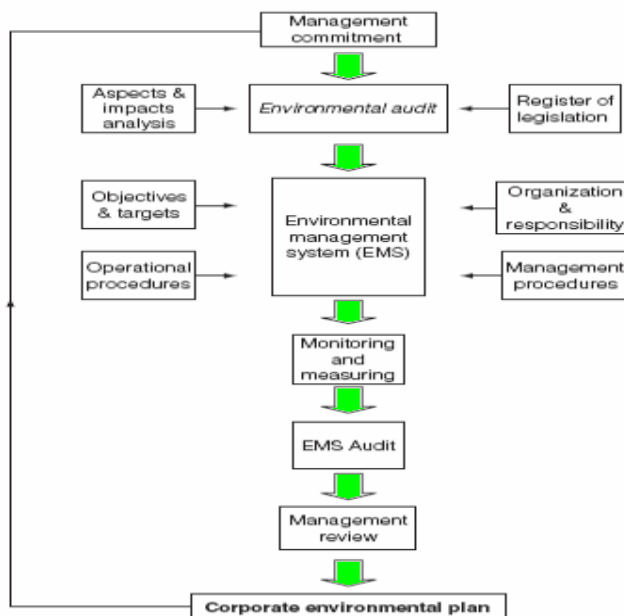 Management
commitment
Aspects &
impacts
analysis
Environmental audit
Register of
legislation
Objectives
& targets
Environmental
management
system (EMS)
Organization
&
responsibility
Operational
procedures
Management
procedures
Monitoring
and
measuring
EMS Audit
Management
review
Corporate environmental plan